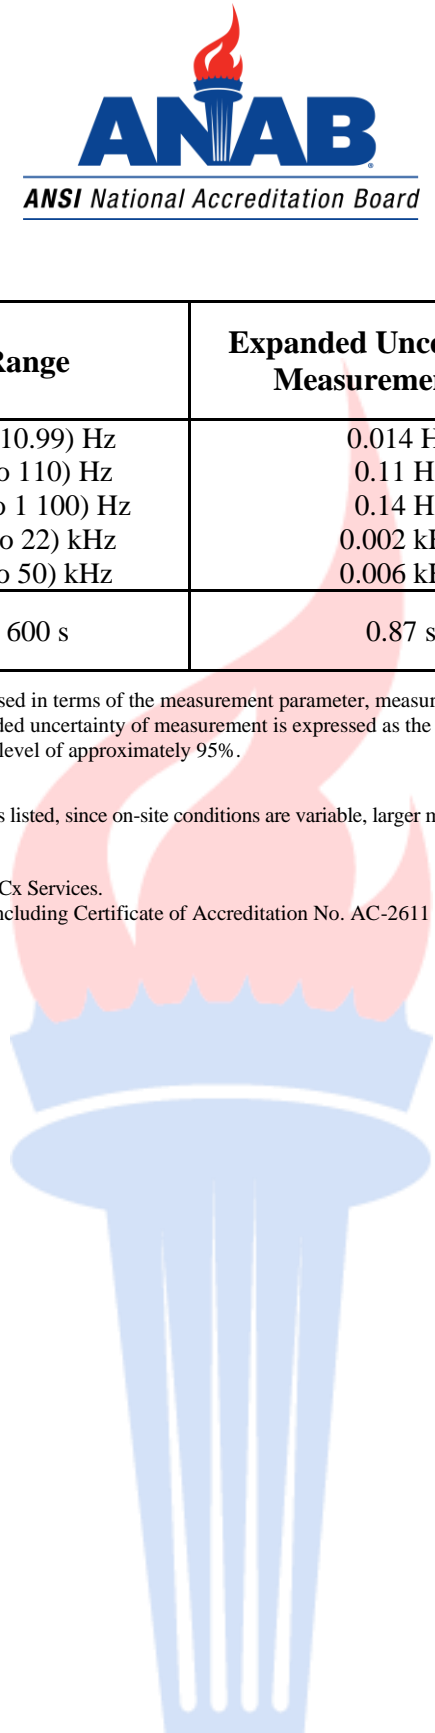 ANAB
ANSI National Accreditation Board
Range Expanded Unce
Measureme
10.99) Hz 0.014 H
o 110) Hz 0.11 H
o 1 100) Hz 0.14 H
o 22) kHz 0.002 k
o 50) kHz 0.006 k
600 s 0.87 s
sed in terms of the measurement parameter, measur
ded uncertainty of measurement is expressed as the
level of approximately 95%.
s listed, since on-site conditions are variable, larger m
Cx Services.
ncluding Certificate of Accreditation No. AC-2611